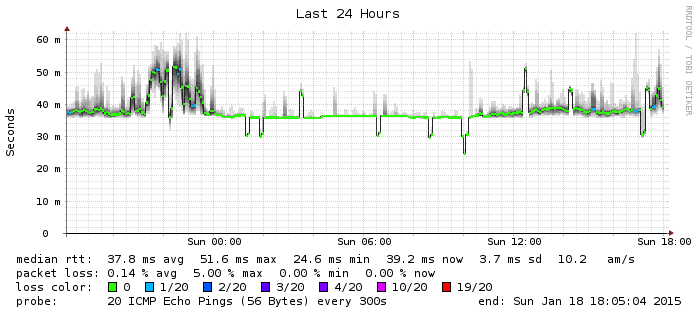 Last 24 Hours
RRDTOOL / TOBI OETIKER
60 m
50 m
40 m
30 m
20 m
10 m
0
Seconds
Sun 00:00 Sun 06:00 Sun 12:00 Sun 18:00
median rtt: 37.8 ms avg 51.6 ms max 24.6 ms min 39.2 ms now 3.7 ms sd 10.2 am/s
packet loss: 0.14 % avg 5.00 % max 0.00 % min 0.00 % now
loss color: 0 1/20 2/20 3/20 4/20 10/20 19/20
probe: 20 ICMP Echo Pings (56 Bytes) every 300s end: Sun Jan 18 18:05:04 2015